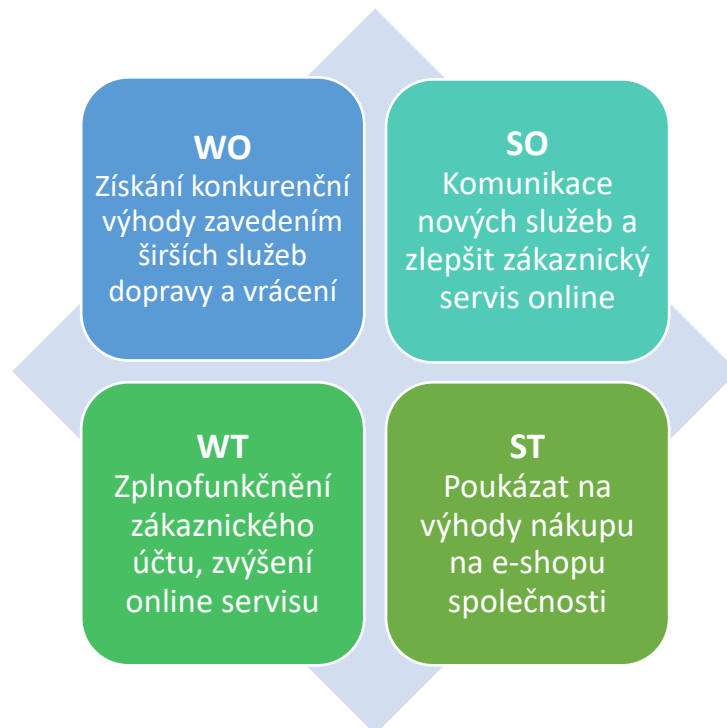 WO
Získání konkurenční
výhody zavedením
širších služeb
dopravy a vrácení
SO
Komunikace
nových služeb a
zlepšit zákaznický
servis online
WT
Zplnofunkčnění
zákaznického
účtu, zvýšení
online servisu
ST
Poukázat na
výhody nákupu
na e-shopu
společnosti